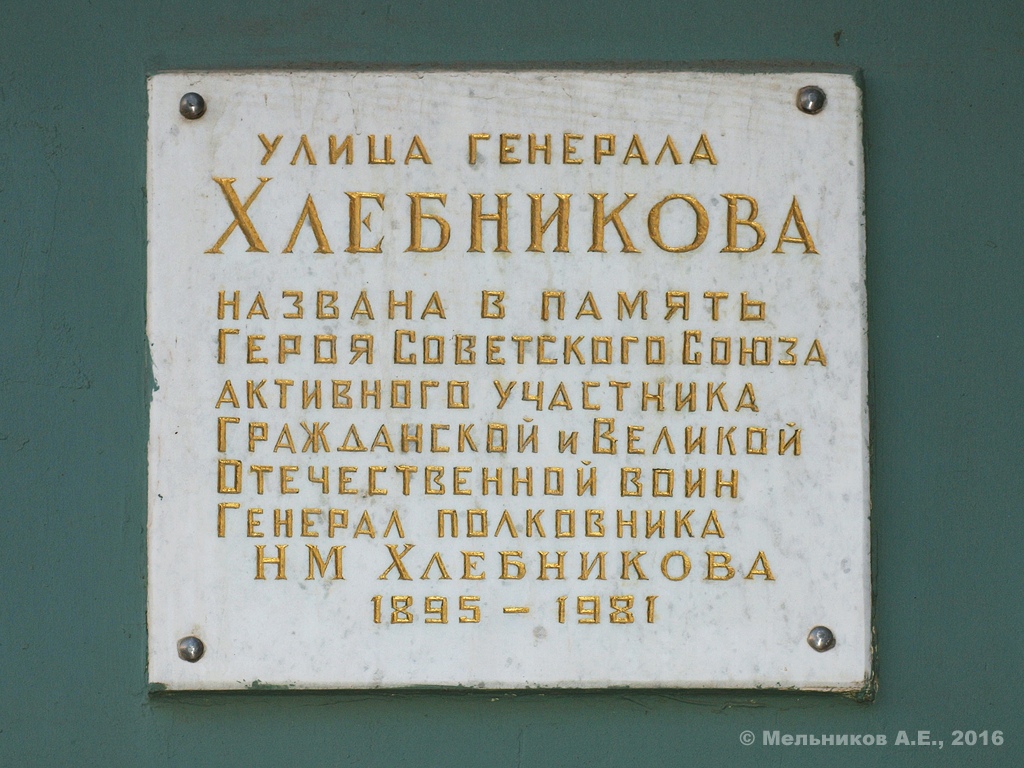 УЛИЦА ГЕНЕРАЛА
ХЛЕБНИКОВА
НАЗВАНА В ПАМЯТЬ
ГЕРОЯ СОВЕТСКОГО СОЮЗА
АКТИВНОГО УЧАСТНИКА
ГРАЖДАНСКОЙ И ВЕЛИКОЙ
ОТЕЧЕСТВЕННОЙ ВОИН
ГЕНЕРАЛ ПОЛКОВНИКА
НМ ХЛЕБНИКОВА
1895 – 1981
© Мельников А.Е., 2016